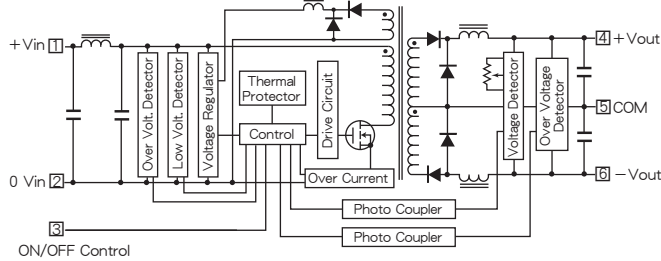 +Vin 1
Over Volt. Detector
Low Volt. Detector
Voltage Regulator
Thermal
Protector
Control
Drive Circuit
Over Current
Voltage Detector
Over Voltage
Detector
4 +Vout
5 COM
6 −Vout
0 Vin 2
3
ON/OFF Control
Photo Coupler
Photo Coupler